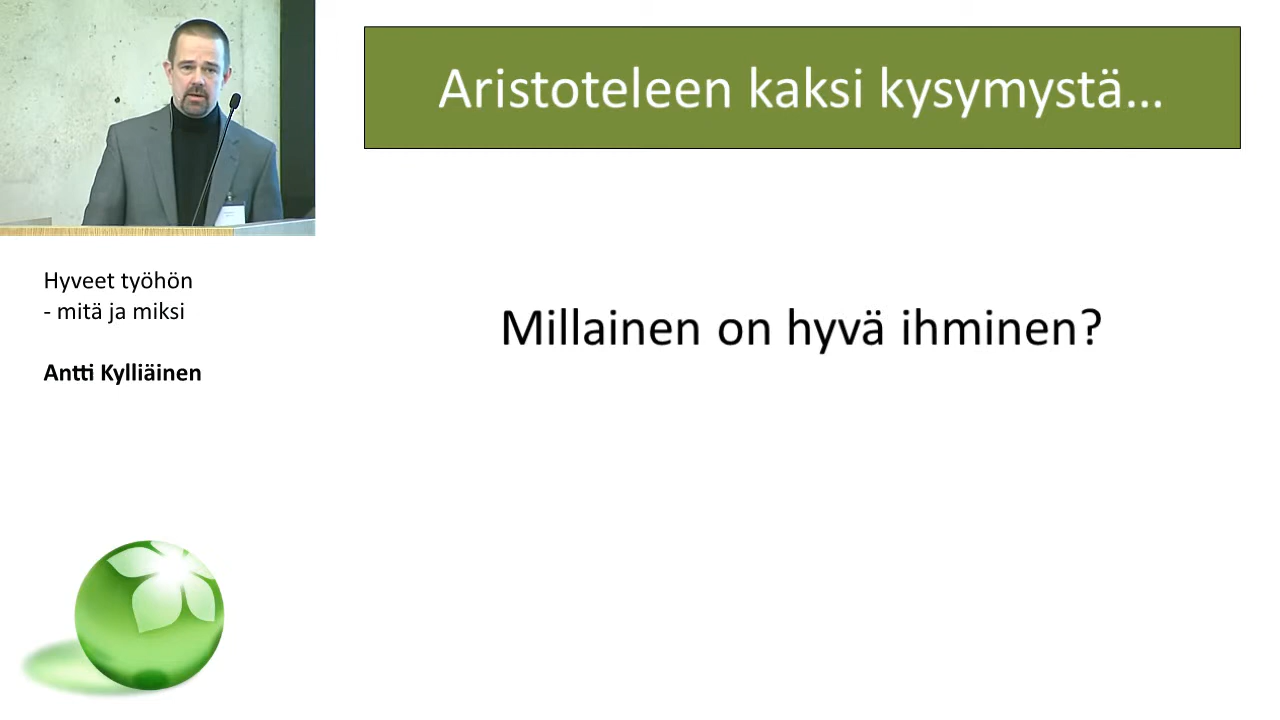 Aristoteleen kaksi kysymystä...
Millainen on hyvä ihminen?
Hyveet työhön
- mitä ja miksi
Antti Kylliäinen